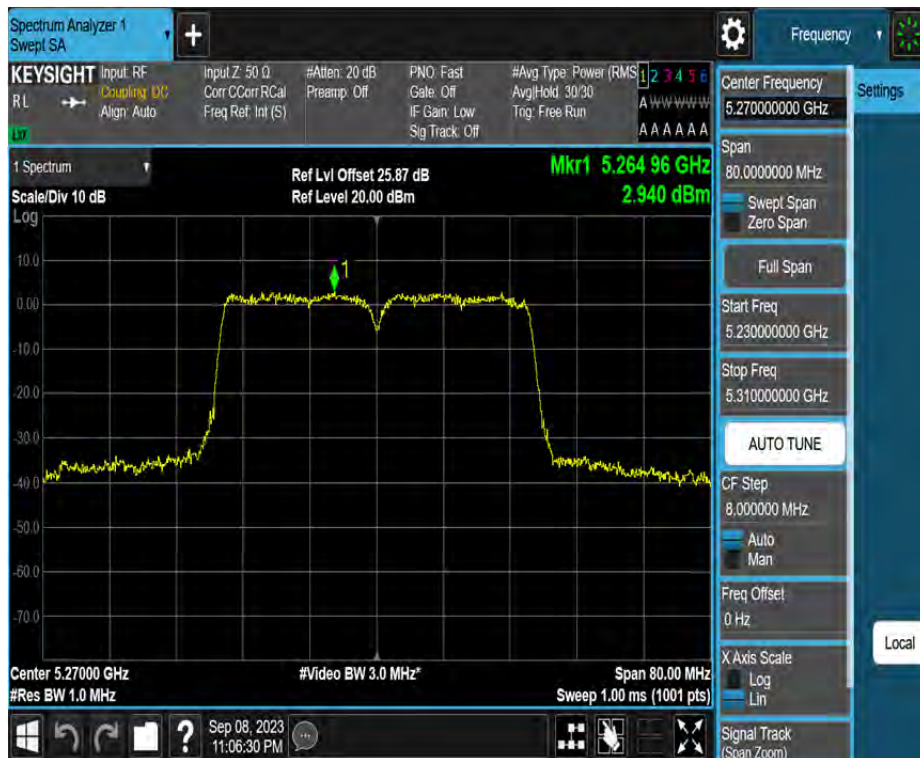 Spectrum Analyzer 1
Swept SA
+
Frequency
KEYSIGHT
RL
LXI
Input: RF
Coupling: DC
Align: Auto
Input Z: 50 Ω
Corr CCorr RCal
Freq Ref: Int (S)
#Atten: 20 dB
Preamp: Off
PNO: Fast
Gate: Off
IF Gain: Low
Sig Track: Off
#Avg Type: Power (RMS
Avg|Hold: 30/30
Trig: Free Run
1 2 3 4 5 6
A W W W W W
A A A A A A
Center Frequency
5.270000000 GHz
Settings
1 Spectrum
Scale/Div 10 dB
Ref Lvl Offset 25.87 dB
Ref Level 20.00 dBm
Mkr1 5.264 96 GHz
2.940 dBm
Span
80.0000000 MHz
Swept Span
Zero Span
Full Span
Start Freq
5.230000000 GHz
Stop Freq
5.310000000 GHz
AUTO TUNE
CF Step
8.000000 MHz
Auto
Man
Freq Offset
0 Hz
X Axis Scale
Log
Lin
Signal Track
(Span Zoom)
Local
Log
10.0
0.00
-10.0
-20.0
-30.0
-40.0
-50.0
-60.0
-70.0
1
Center 5.27000 GHz
#Res BW 1.0 MHz
#Video BW 3.0 MHz*
Span 80.00 MHz
Sweep 1.00 ms (1001 pts)
?
Sep 08, 2023
11:06:30 PM